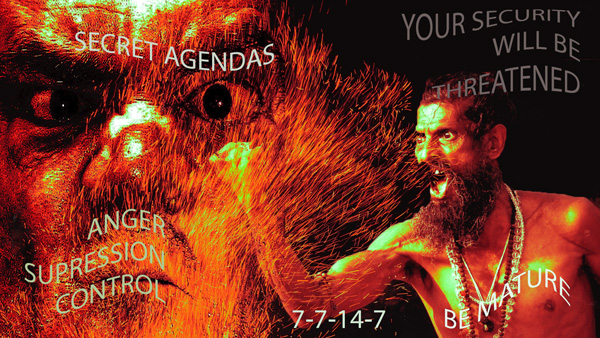 SECRET AGENDAS
YOUR SECURITY
WILL BE
THREATENED
ANGER
SUPRESSION
CONTROL
7-7-14-7
BE MATURE